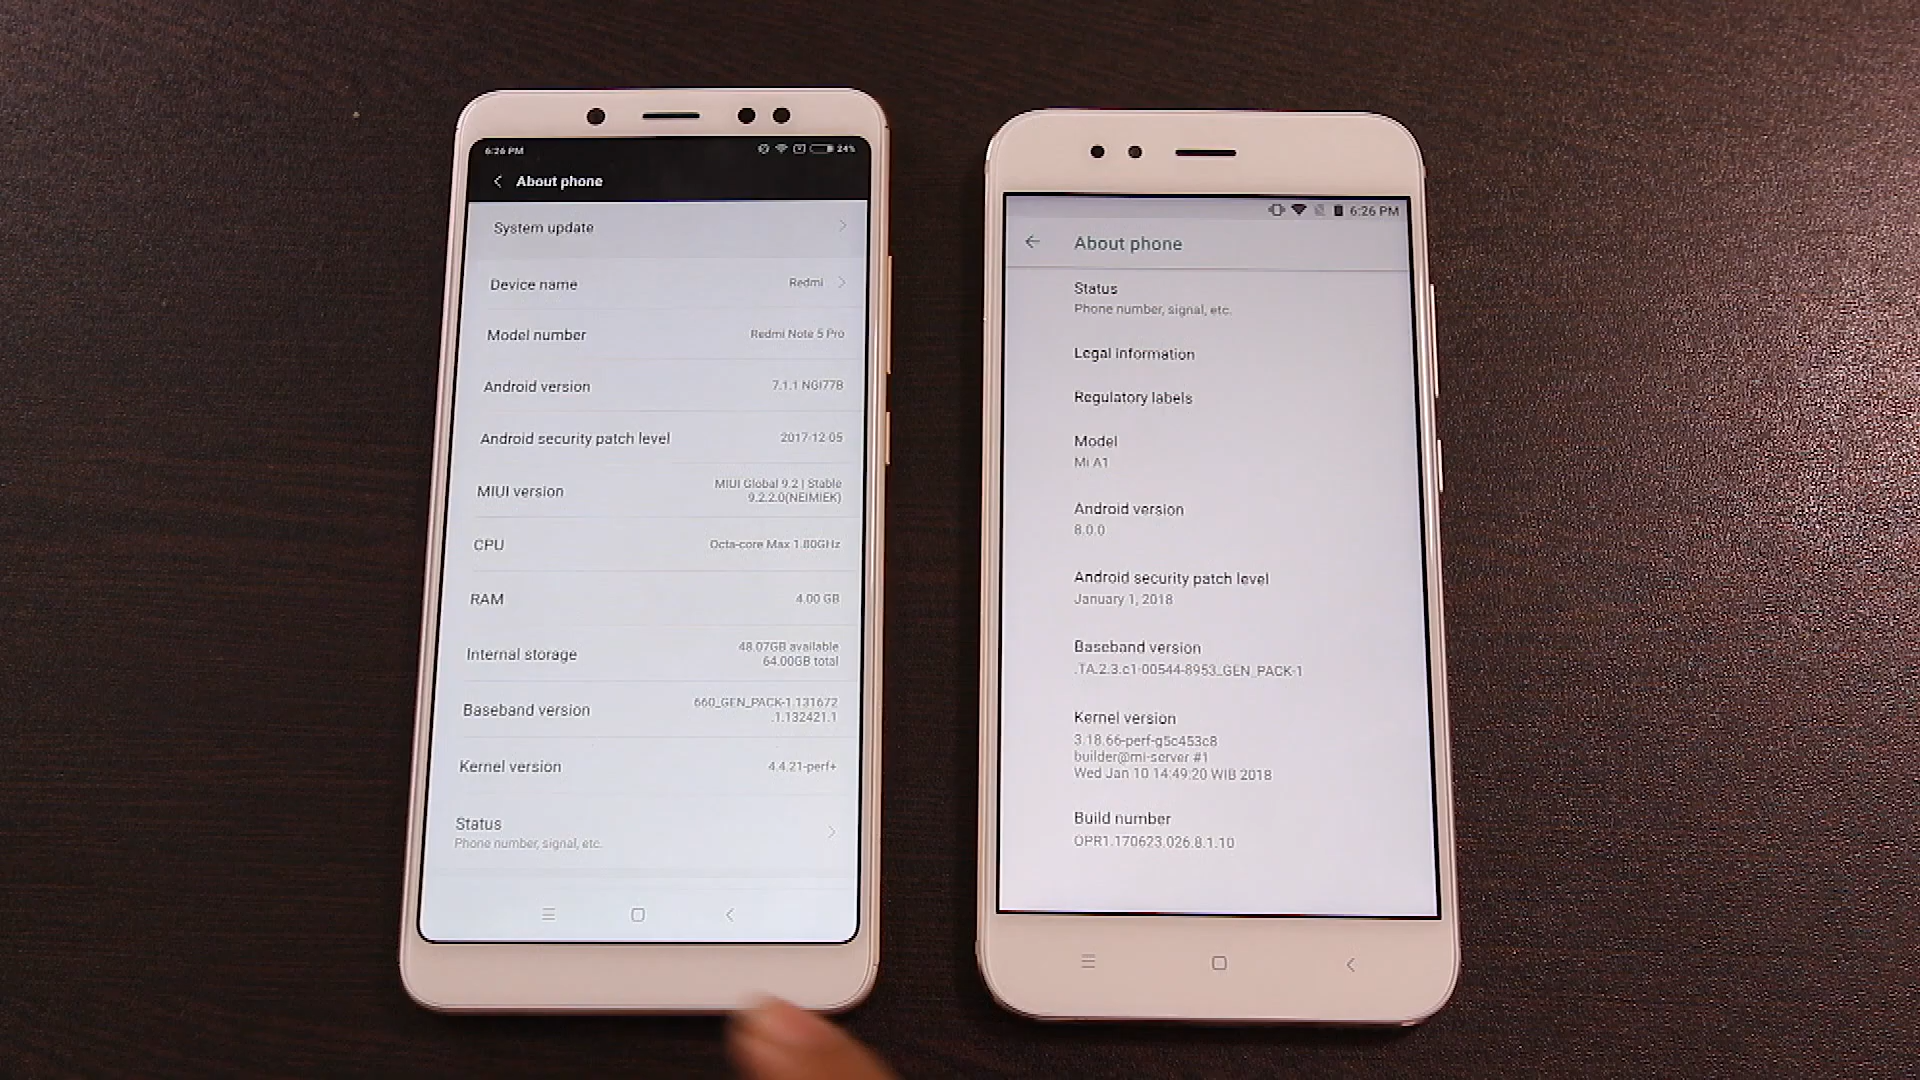 6:26 PM
24%
About phone
System update
Device name
Redmi
Model number
Redmi Note 5 Pro
Android version
7.1.1 NGI77B
Android security patch level
2017-12-05
MIUI version
MIUI Global 9.2 | Stable
9.2.2.0(NEIMIEK)
CPU
Octa-core Max 1.80GHz
RAM
4.00 GB
Internal storage
48.07GB available
64.00GB total
Baseband version
660_GEN_PACK-1.131672
.1.132421.1
Kernel version
4.4.21-perf+
Status
Phone number, signal, etc.
6:26 PM
About phone
Status
Phone number, signal, etc.
Legal information
Regulatory labels
Model
Mi A1
Android version
8.0.0
Android security patch level
January 1, 2018
Baseband version
.TA.2.3.c1-00544-8953_GEN_PACK-1
Kernel version
3.18.66-perf-g5c453c8
builder@mi-server #1
Wed Jan 10 14:49:20 WIB 2018
Build number
OPR1.170623.026.8.1.10